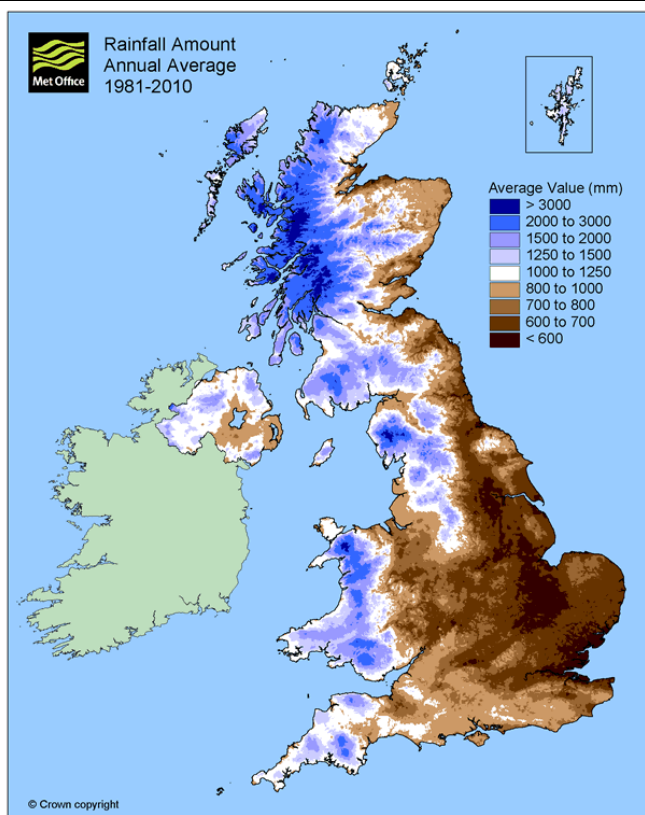 Met Office
Rainfall Amount
Annual Average
1981-2010
Average Value (mm)
> 3000
2000 to 3000
1500 to 2000
1250 to 1500
1000 to 1250
800 to 1000
700 to 800
600 to 700
< 600
© Crown copyright